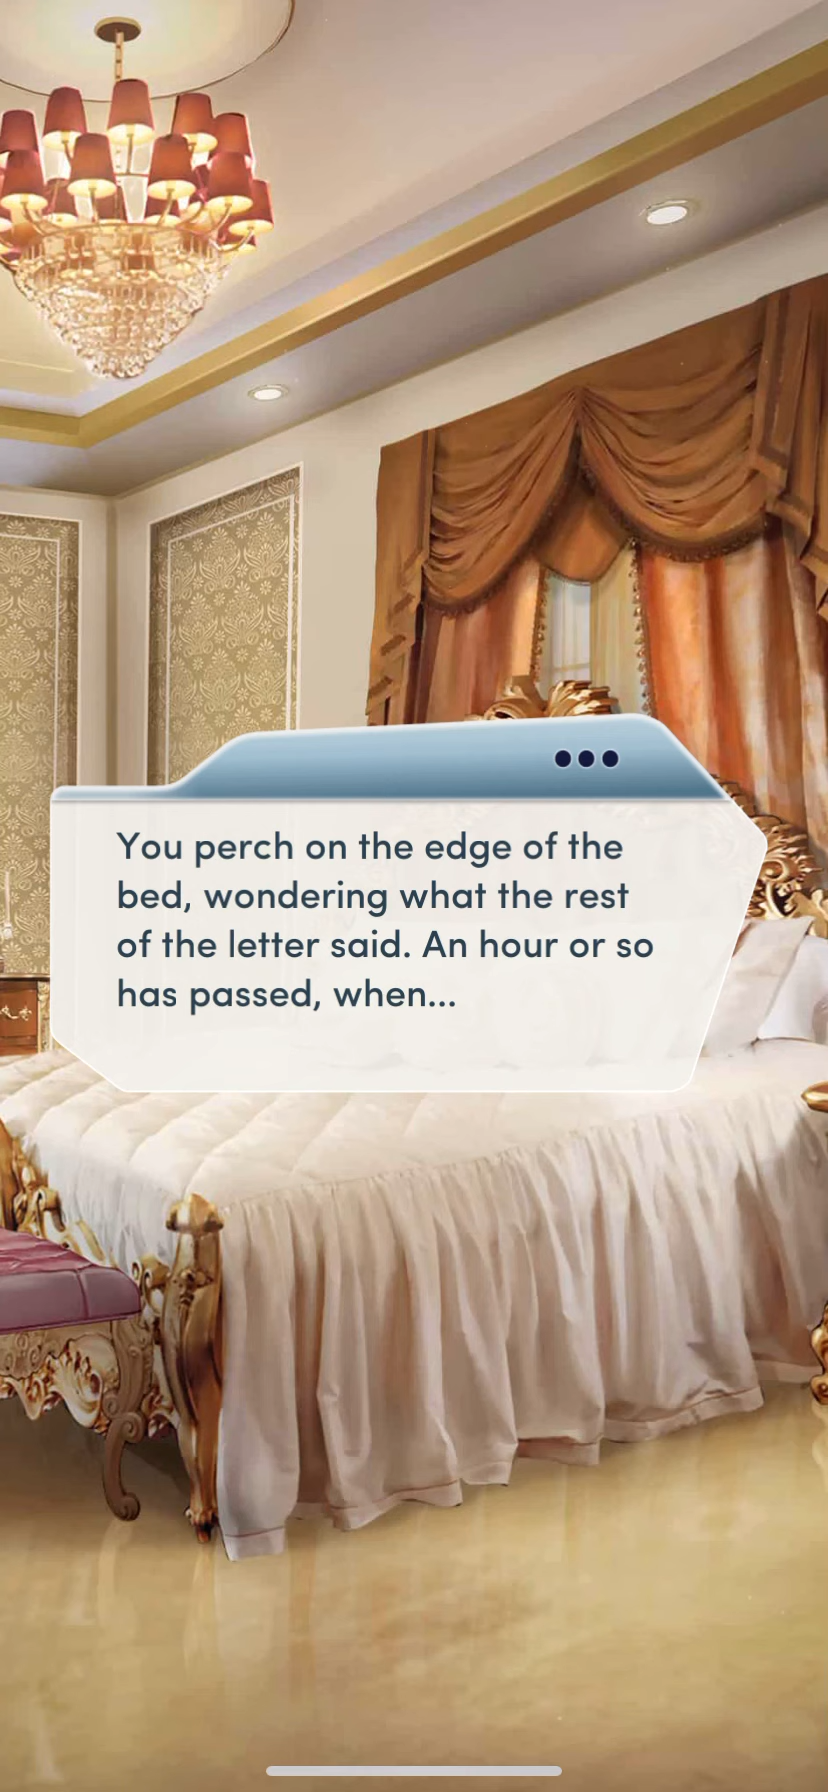 You perch on the edge of the
bed, wondering what the rest
of the letter said. An hour or so
has passed, when...